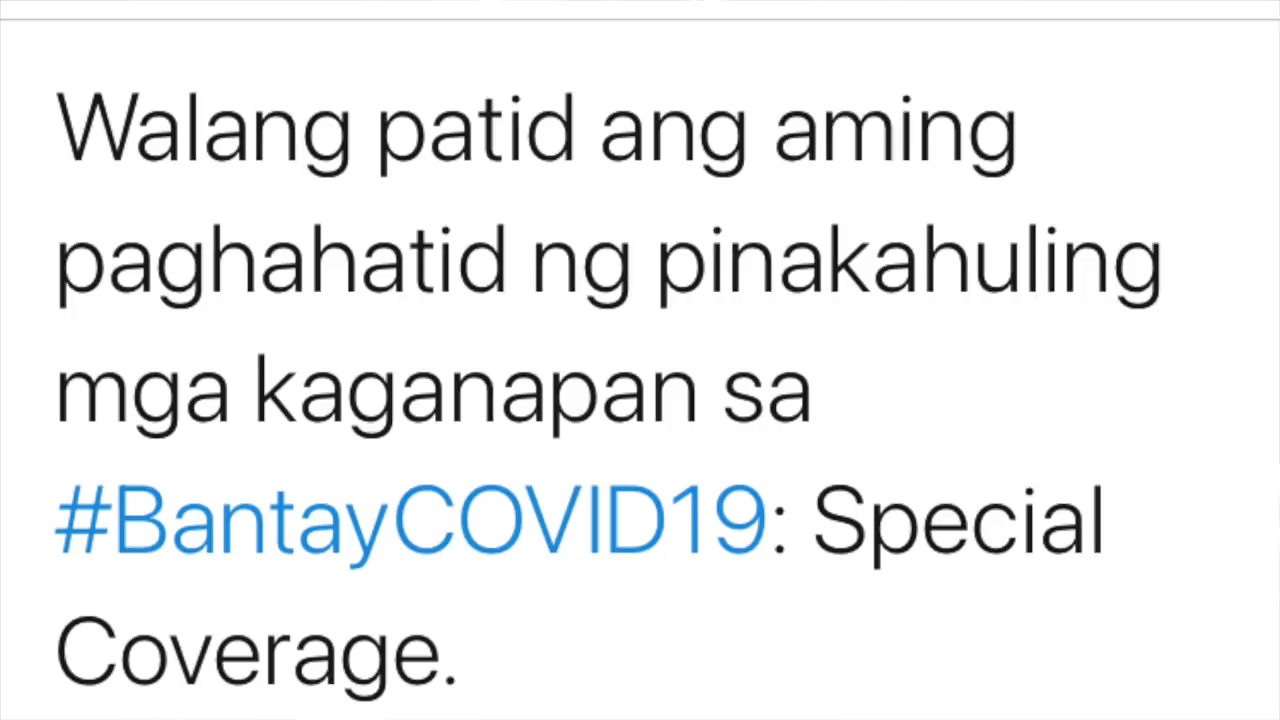 Walang patid ang aming
paghahatid ng pinakahuling
mga kaganapan sa
#BantayCOVID19: Special
Coverage.